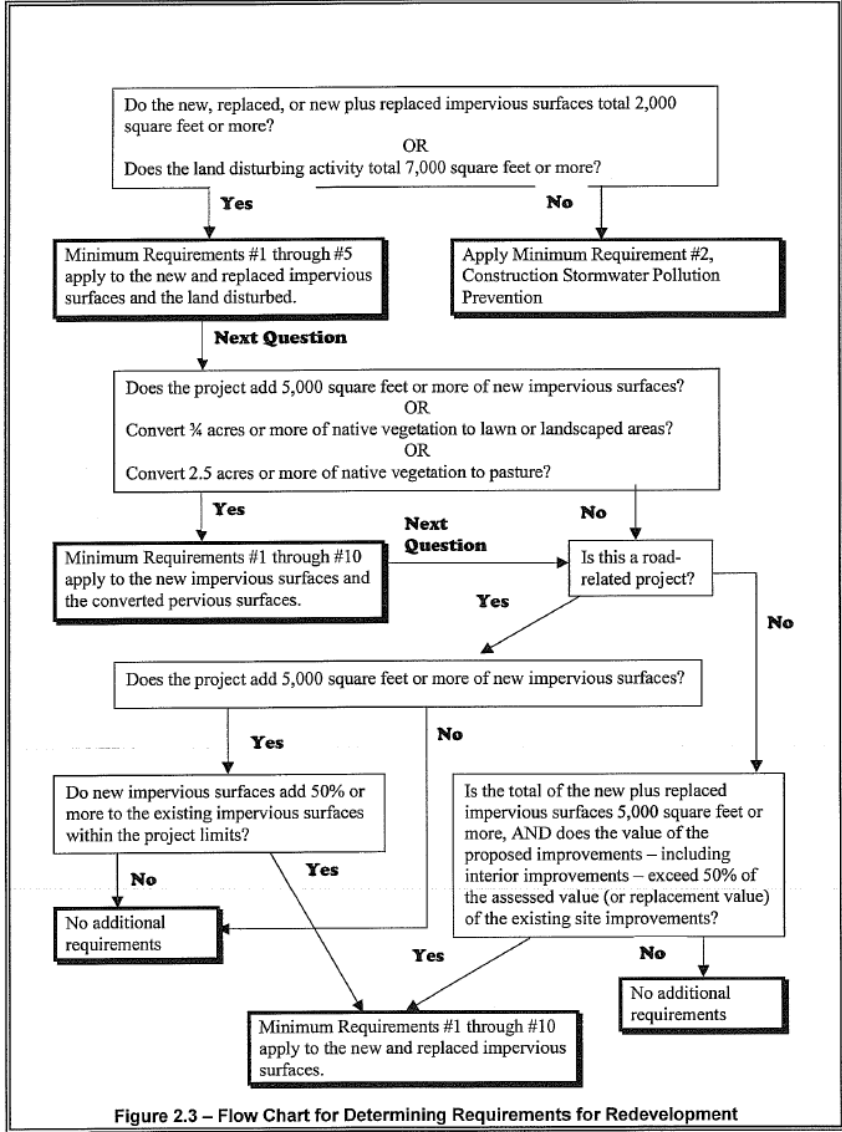 Do the new, replaced, or new plus replaced impervious surfaces total 2,000
square feet or more?
OR
Does the land disturbing activity total 7,000 square feet or more?
Yes
No
Minimum Requirements #1 through #5
apply to the new and replaced impervious
surfaces and the land disturbed.
Apply Minimum Requirement #2,
Construction Stormwater Pollution
Prevention
Next Question
Does the project add 5,000 square feet or more of new impervious surfaces?
OR
Convert ¾ acres or more of native vegetation to lawn or landscaped areas?
OR
Convert 2.5 acres or more of native vegetation to pasture?
Yes
No
Next
Question
Minimum Requirements #1 through #10
apply to the new impervious surfaces and
the converted pervious surfaces.
Is this a road-
related project?
Yes
No
Does the project add 5,000 square feet or more of new impervious surfaces?
Yes
No
Do new impervious surfaces add 50% or
more to the existing impervious surfaces
within the project limits?
Is the total of the new plus replaced
impervious surfaces 5,000 square feet or
more, AND does the value of the
proposed improvements – including
interior improvements – exceed 50% of
the assessed value (or replacement value)
of the existing site improvements?
No
Yes
No additional
requirements
Yes
No
No additional
requirements
Minimum Requirements #1 through #10
apply to the new and replaced impervious
surfaces.
Figure 2.3 – Flow Chart for Determining Requirements for Redevelopment